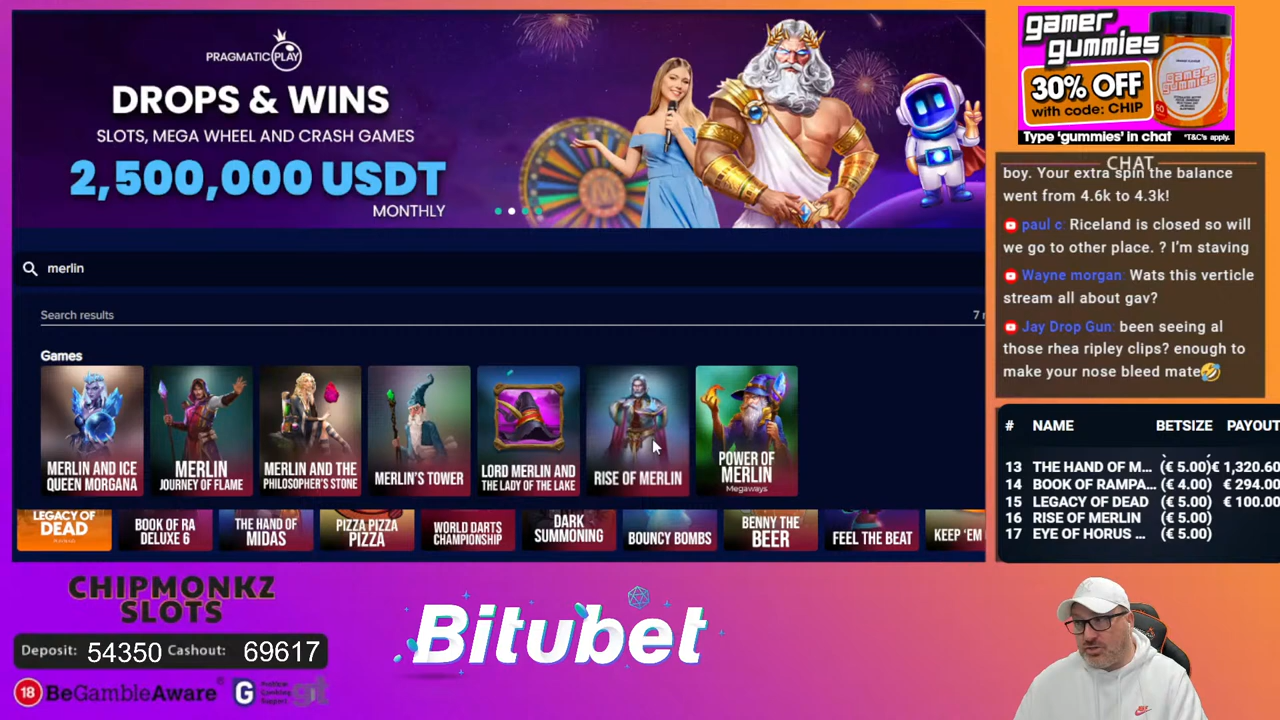 PRAGMATIC PLAY
DROPS & WINS
SLOTS, MEGA WHEEL AND CRASH GAMES
2,500,000 USDT
MONTHLY
merlin
Search results
7
Games
MERLIN AND ICE
QUEEN MORGANA
MERLIN
JOURNEY OF FLAME
MERLIN AND THE
PHILOSOPHER'S STONE
MERLIN'S TOWER
LORD MERLIN AND
THE LADY OF THE LAKE
RISE OF MERLIN
POWER OF
MERLIN
Megaways
LEGACY OF
DEAD
BOOK OF RA
DELUXE 6
THE HAND OF
MIDAS
PIZZA PIZZA
PIZZA
WORLD DARTS
CHAMPIONSHIP
DARK
SUMMONING
BOUNCY BOMBS
BENNY THE
BEER
FEEL THE BEAT
KEEP 'EM
CHIPMONKZ
SLOTS
Deposit: 54350 Cashout: 69617
18 BeGambleAware
G
Bitubet
gamer
gummies
30% OFF
with code: CHIP
gamer
gummies
Type 'gummies' in chat *T&C's apply.
CHAT
boy. Your extra spin the balance
went from 4.6k to 4.3k!
paul c: Riceland is closed so will
we go to other place. ? I'm staving
Wayne morgan: Wats this verticle
stream all about gav?
Jay Drop Gun: been seeing al
those rhea ripley clips? enough to
make your nose bleed mate🤣
# NAME BETSIZE PAYOUT
13 THE HAND OF M... (€ 5.00) € 1,320.60
14 BOOK OF RAMPA... (€ 4.00) € 294.00
15 LEGACY OF DEAD (€ 5.00) € 100.00
16 RISE OF MERLIN (€ 5.00)
17 EYE OF HORUS ... (€ 5.00)